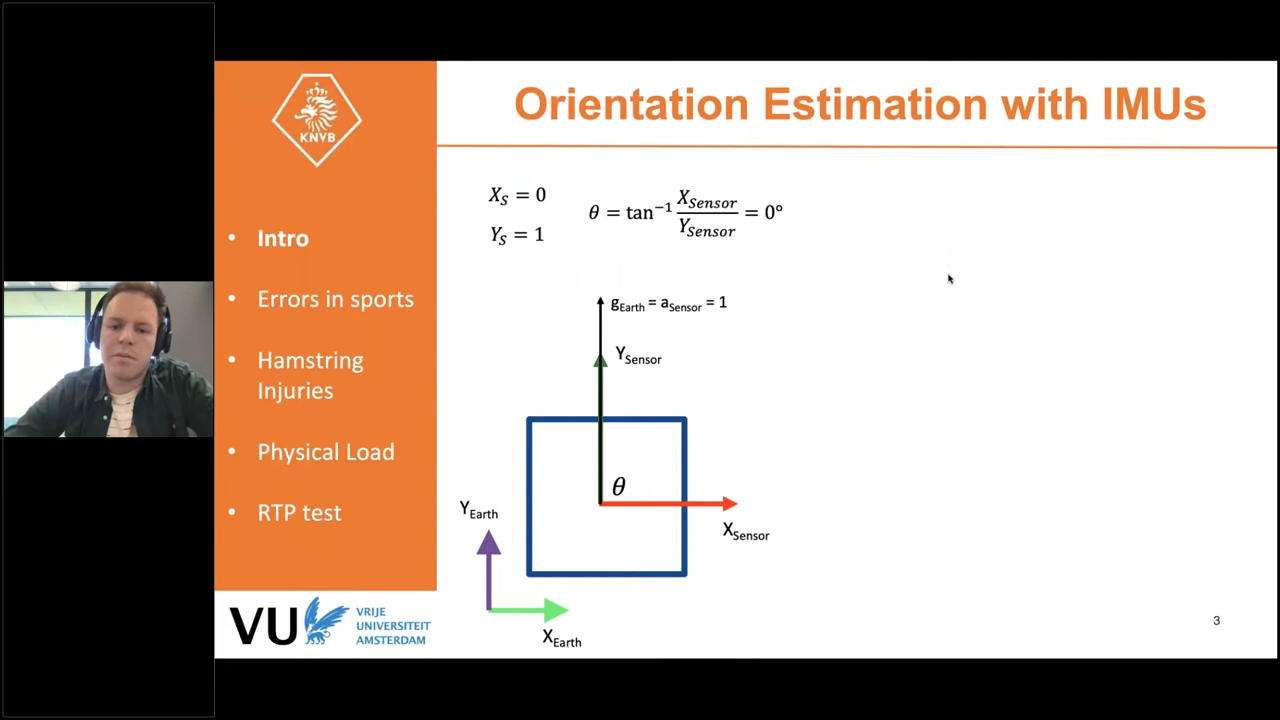 Orientation Estimation with IMUs
KNVB
• Intro
• Errors in sports
• Hamstring
Injuries
• Physical Load
• RTP test
X_S = 0
Y_S = 1
θ = tan⁻¹ X_Sensor / Y_Sensor = 0°
g_Earth = a_Sensor = 1
Y_Sensor
θ
X_Sensor
Y_Earth
X_Earth
VU
VRIJE
UNIVERSITEIT
AMSTERDAM
3